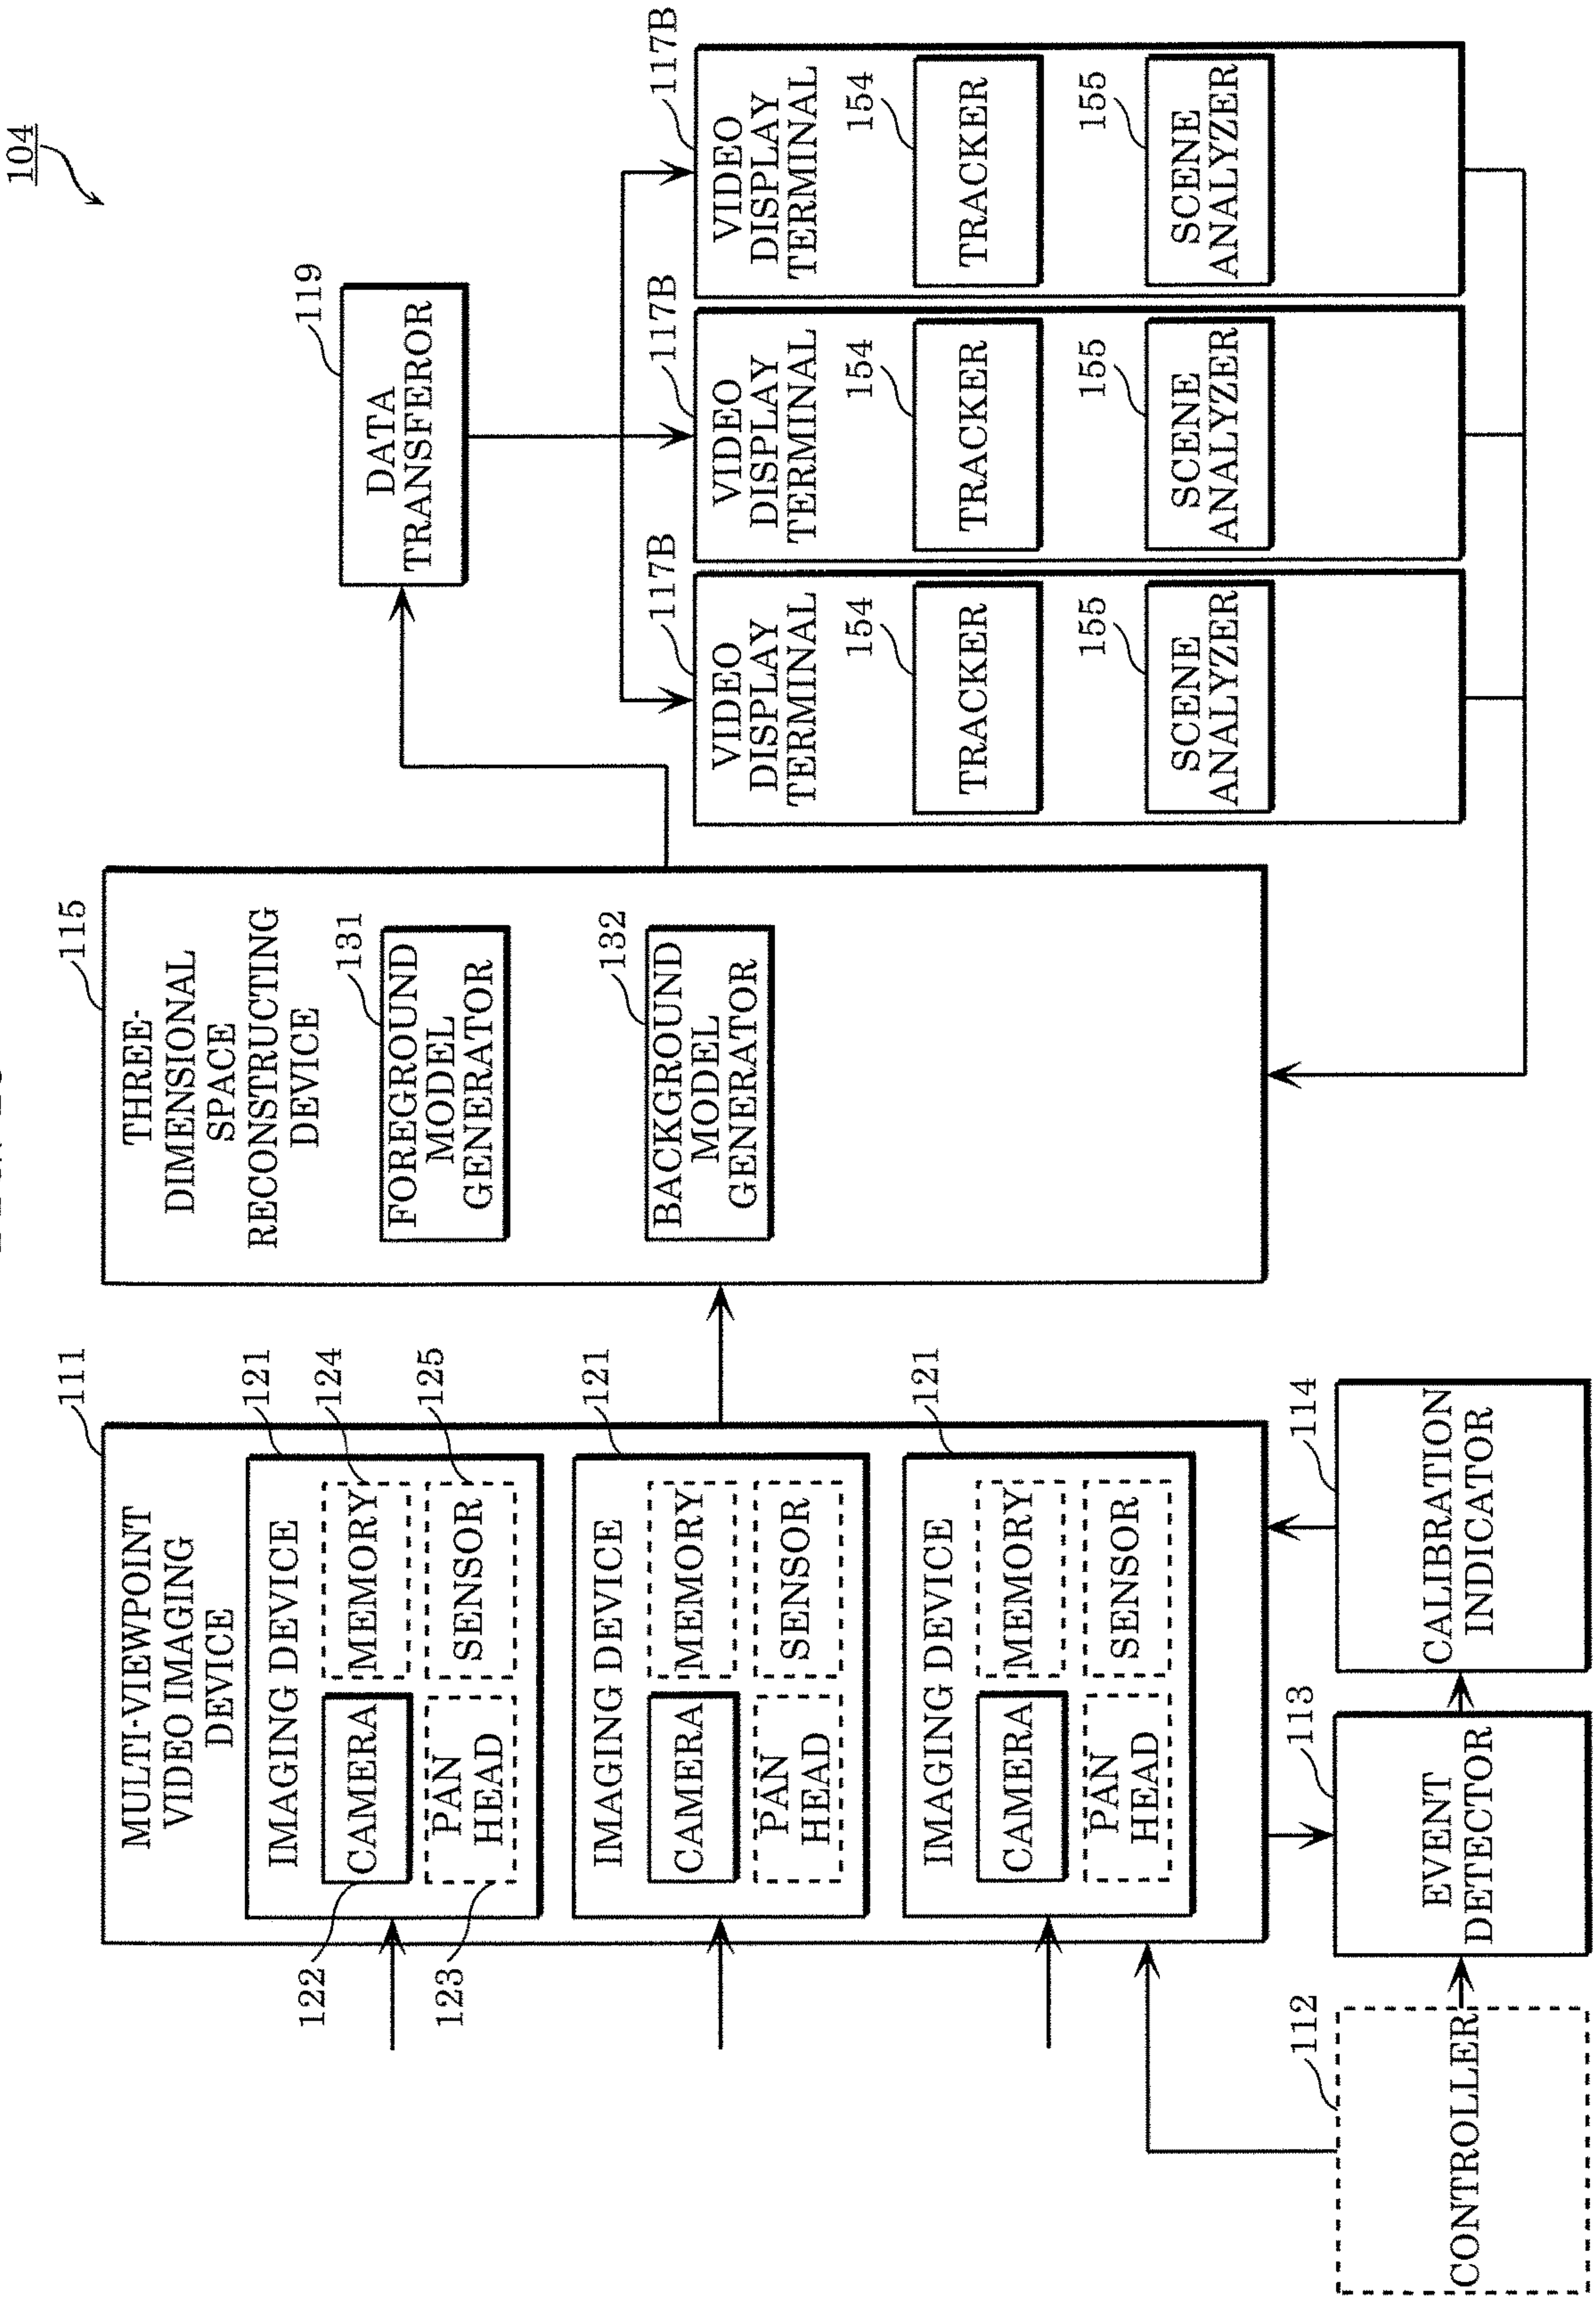 104
111
MULTI-VIEWPOINT
VIDEO IMAGING
DEVICE
121
IMAGING DEVICE
122
CAMERA
124
MEMORY
123
PAN
HEAD
125
SENSOR
121
IMAGING DEVICE
CAMERA
MEMORY
PAN
HEAD
SENSOR
121
IMAGING DEVICE
CAMERA
MEMORY
PAN
HEAD
SENSOR
112
CONTROLLER
113
EVENT
DETECTOR
114
CALIBRATION
INDICATOR
115
THREE-
DIMENSIONAL
SPACE
RECONSTRUCTING
DEVICE
131
FOREGROUND
MODEL
GENERATOR
132
BACKGROUND
MODEL
GENERATOR
119
DATA
TRANSFEROR
117B
VIDEO
DISPLAY
TERMINAL
154
TRACKER
155
SCENE
ANALYZER
117B
VIDEO
DISPLAY
TERMINAL
154
TRACKER
155
SCENE
ANALYZER
117B
VIDEO
DISPLAY
TERMINAL
154
TRACKER
155
SCENE
ANALYZER